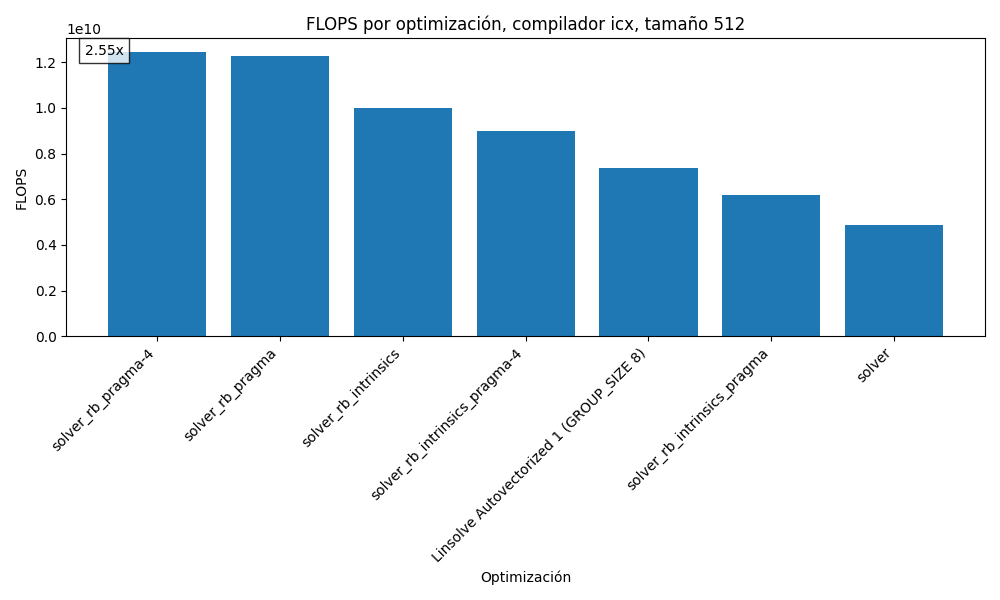 FLOPS por optimización, compilador icx, tamaño 512
1e10
2.55x
1.2
1.0
0.8
0.6
0.4
0.2
0.0
FLOPS
solver_rb_pragma-4
solver_rb_pragma
solver_rb_intrinsics
solver_rb_intrinsics_pragma-4
Linsolve Autovectorized 1 (GROUP_SIZE 8)
solver_rb_intrinsics_pragma
solver
Optimización